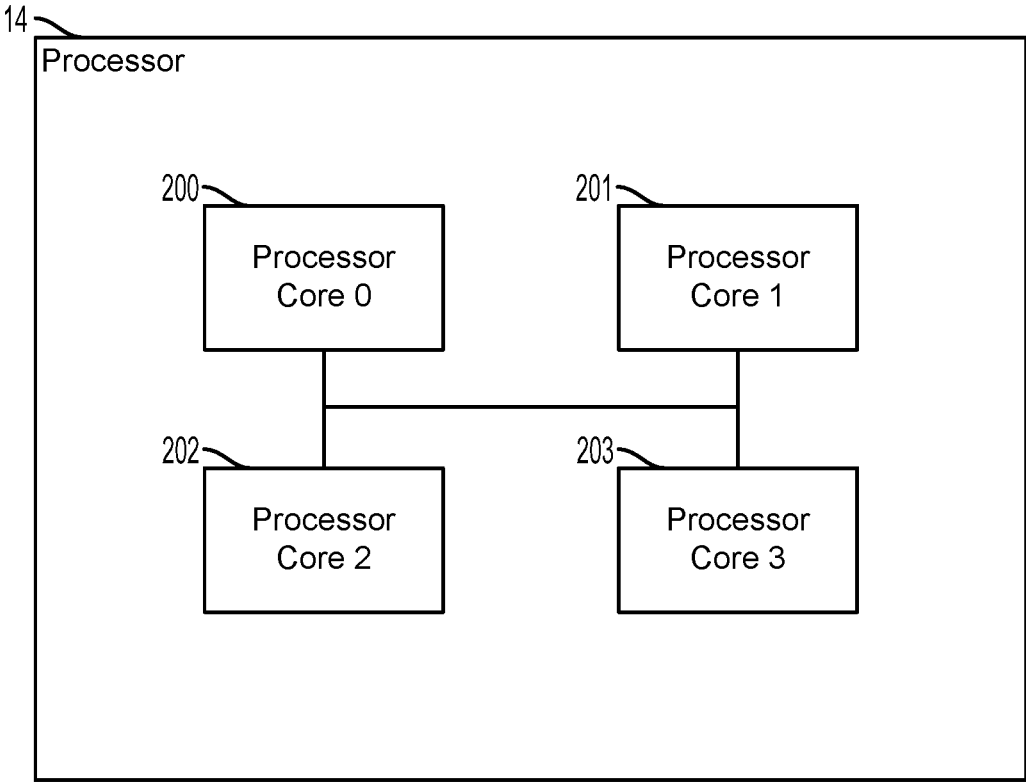 14
Processor
200
Processor
Core 0
201
Processor
Core 1
202
Processor
Core 2
203
Processor
Core 3